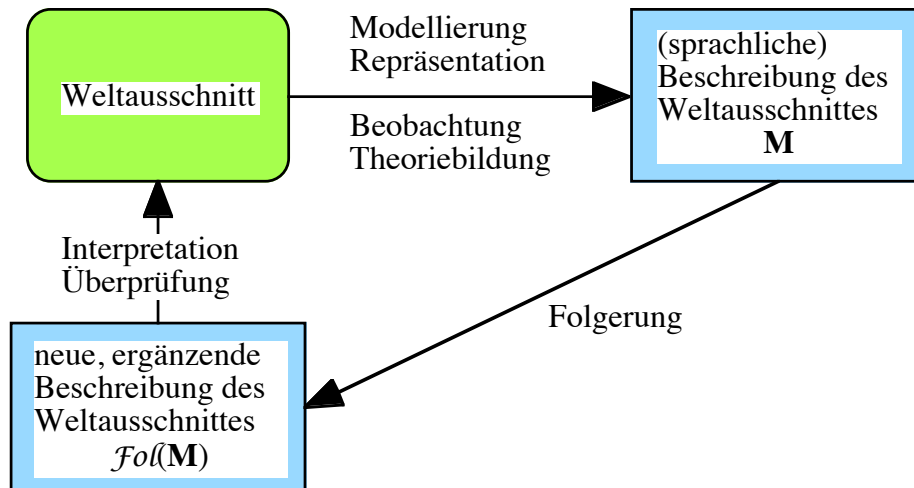 Weltausschnitt
Modellierung
Repräsentation
Beobachtung
Theoriebildung
(sprachliche)
Beschreibung des
Weltausschnittes
M
Folgerung
Interpretation
Überprüfung
neue, ergänzende
Beschreibung des
Weltausschnittes
Fol(M)